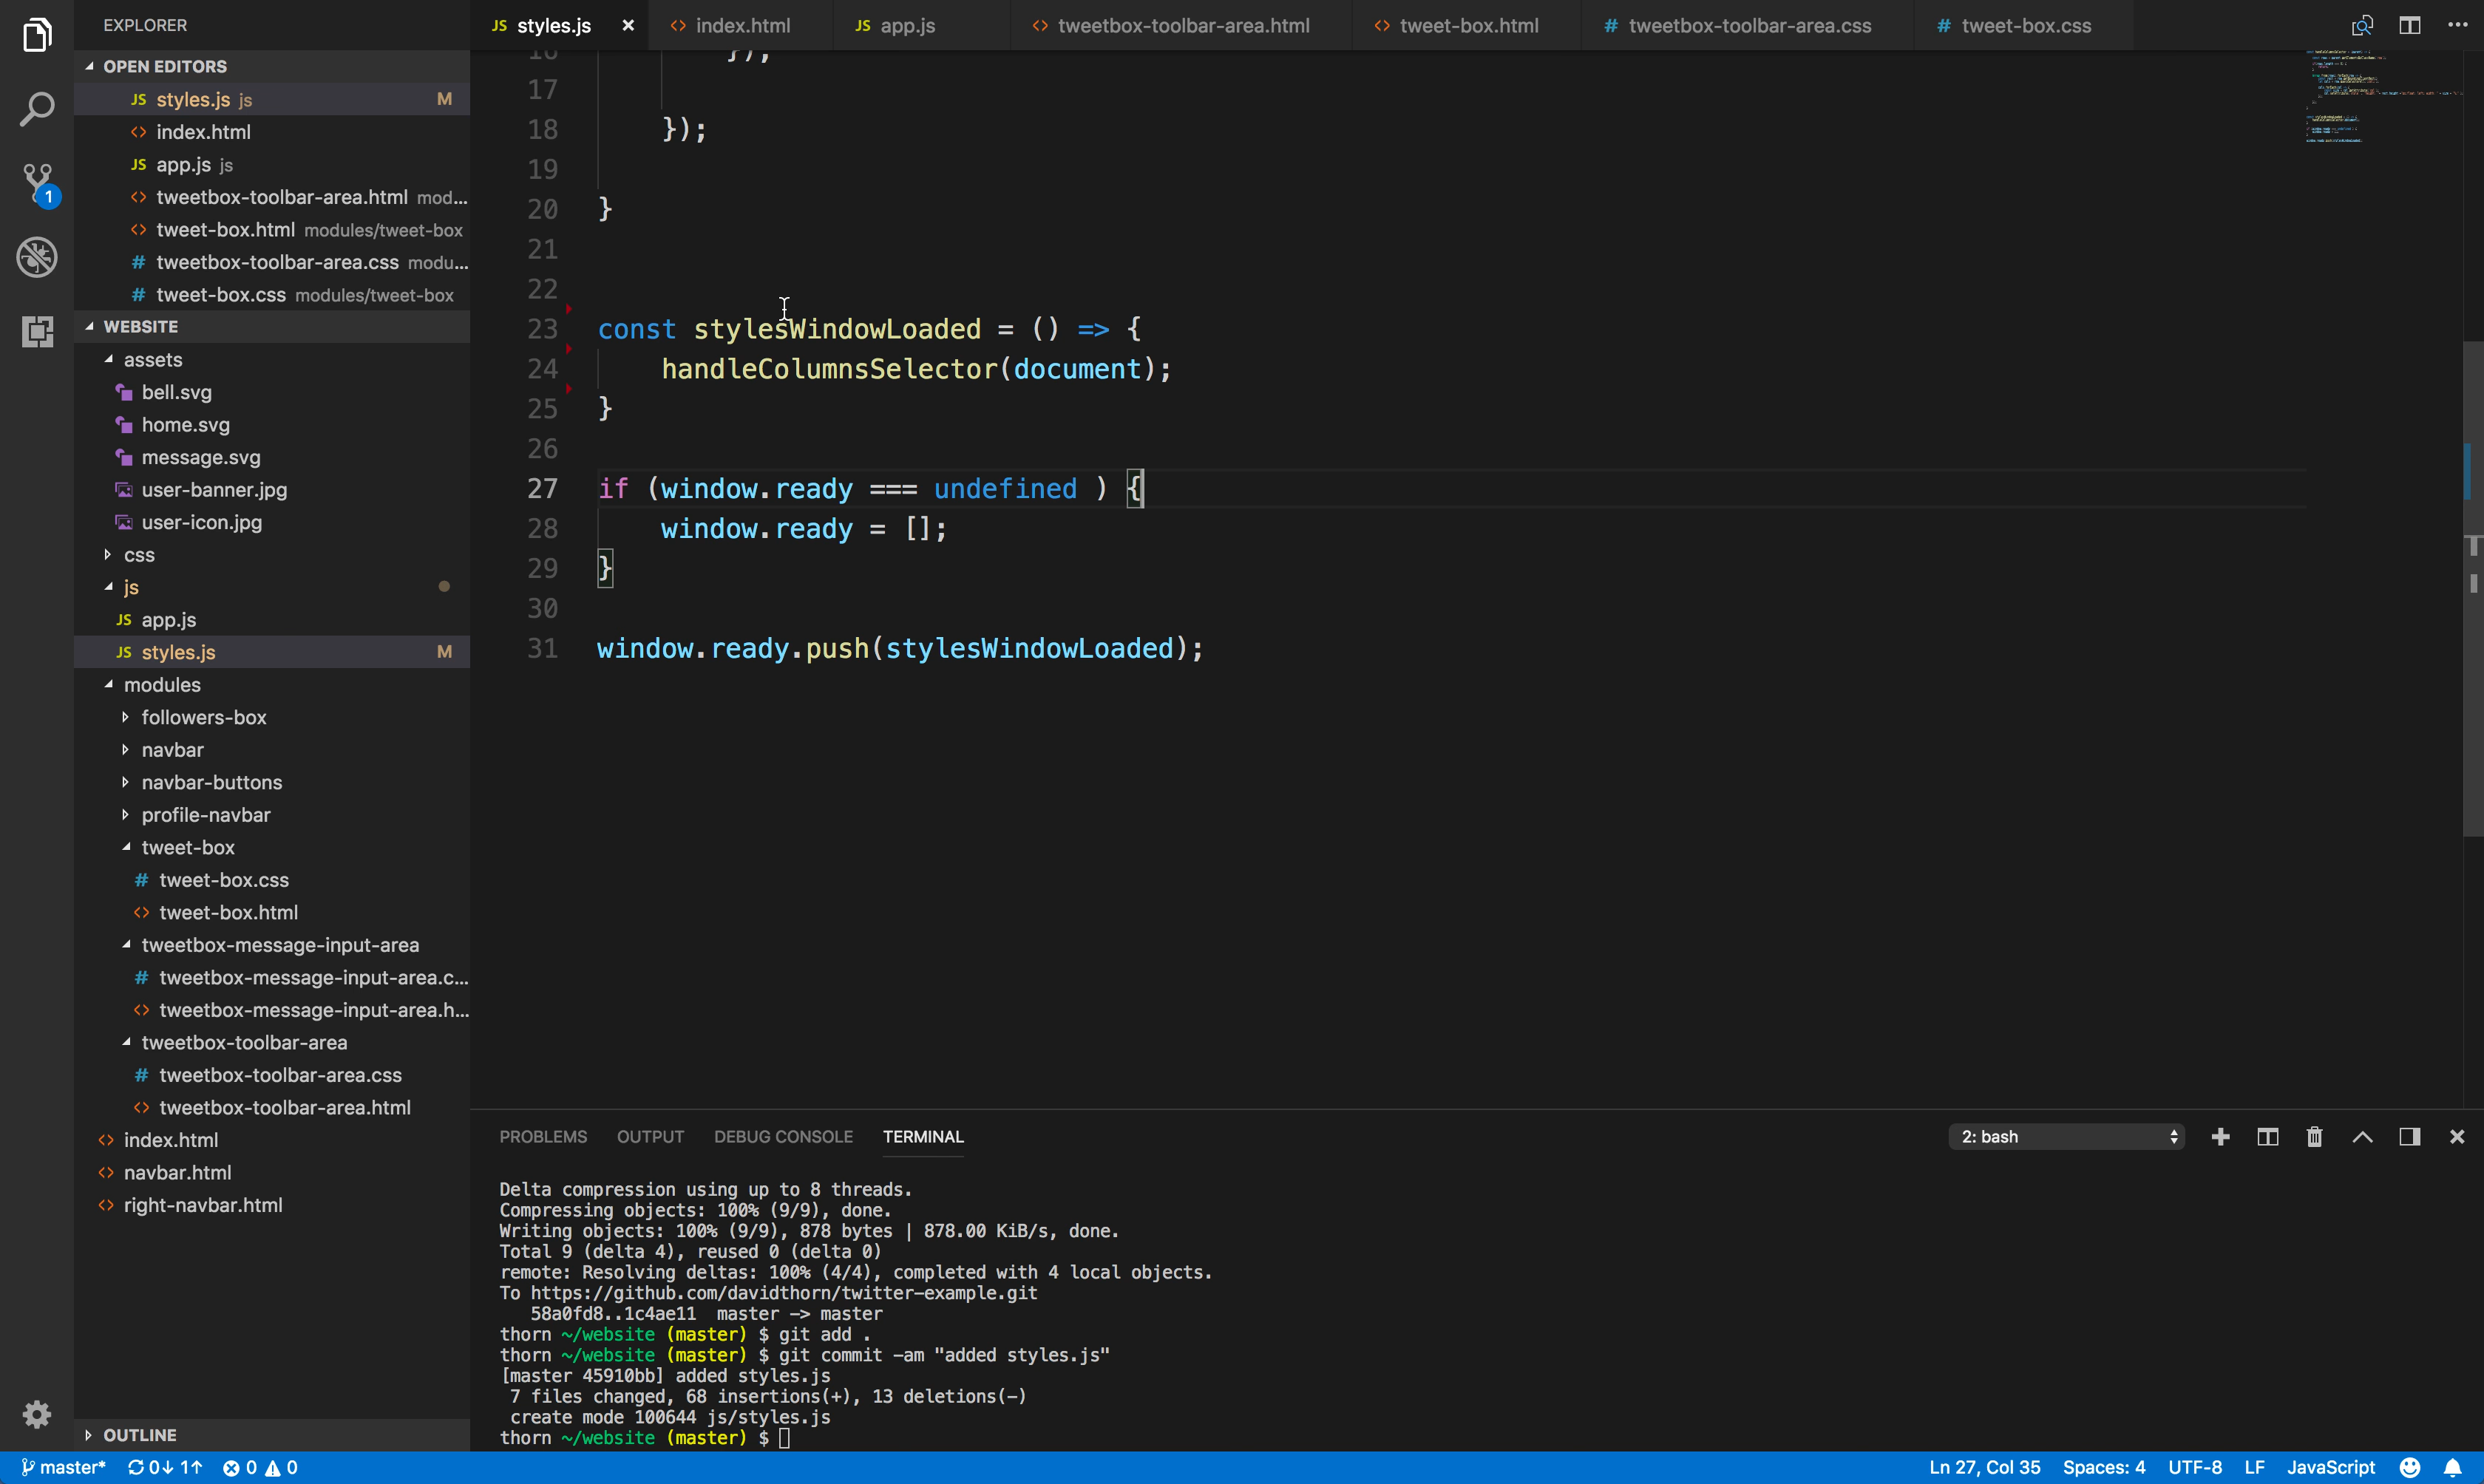 EXPLORER
OPEN EDITORS
JS styles.js js M
<> index.html
JS app.js js
<> tweetbox-toolbar-area.html mod...
<> tweet-box.html modules/tweet-box
# tweetbox-toolbar-area.css modu...
# tweet-box.css modules/tweet-box
WEBSITE
assets
bell.svg
home.svg
message.svg
user-banner.jpg
user-icon.jpg
css
js
JS app.js
JS styles.js M
modules
followers-box
navbar
navbar-buttons
profile-navbar
tweet-box
# tweet-box.css
<> tweet-box.html
tweetbox-message-input-area
# tweetbox-message-input-area.c...
<> tweetbox-message-input-area.h...
tweetbox-toolbar-area
# tweetbox-toolbar-area.css
<> tweetbox-toolbar-area.html
<> index.html
<> navbar.html
<> right-navbar.html
OUTLINE
1
JS styles.js × <> index.html JS app.js <> tweetbox-toolbar-area.html <> tweet-box.html # tweetbox-toolbar-area.css # tweet-box.css
16 });
17
18 });
19
20 }
21
22
23 const stylesWindowLoaded = () => {
24 handleColumnsSelector(document);
25 }
26
27 if (window.ready === undefined ) {
28 window.ready = [];
29 }
30
31 window.ready.push(stylesWindowLoaded);
PROBLEMS OUTPUT DEBUG CONSOLE TERMINAL 2: bash
Delta compression using up to 8 threads.
Compressing objects: 100% (9/9), done.
Writing objects: 100% (9/9), 878 bytes | 878.00 KiB/s, done.
Total 9 (delta 4), reused 0 (delta 0)
remote: Resolving deltas: 100% (4/4), completed with 4 local objects.
To https://github.com/davidthorn/twitter-example.git
58a0fd8..1c4ae11 master -> master
thorn ~/website (master) $ git add .
thorn ~/website (master) $ git commit -am "added styles.js"
[master 45910bb] added styles.js
7 files changed, 68 insertions(+), 13 deletions(-)
create mode 100644 js/styles.js
thorn ~/website (master) $
master* 0↓ 1↑ 0 0 Ln 27, Col 35 Spaces: 4 UTF-8 LF JavaScript